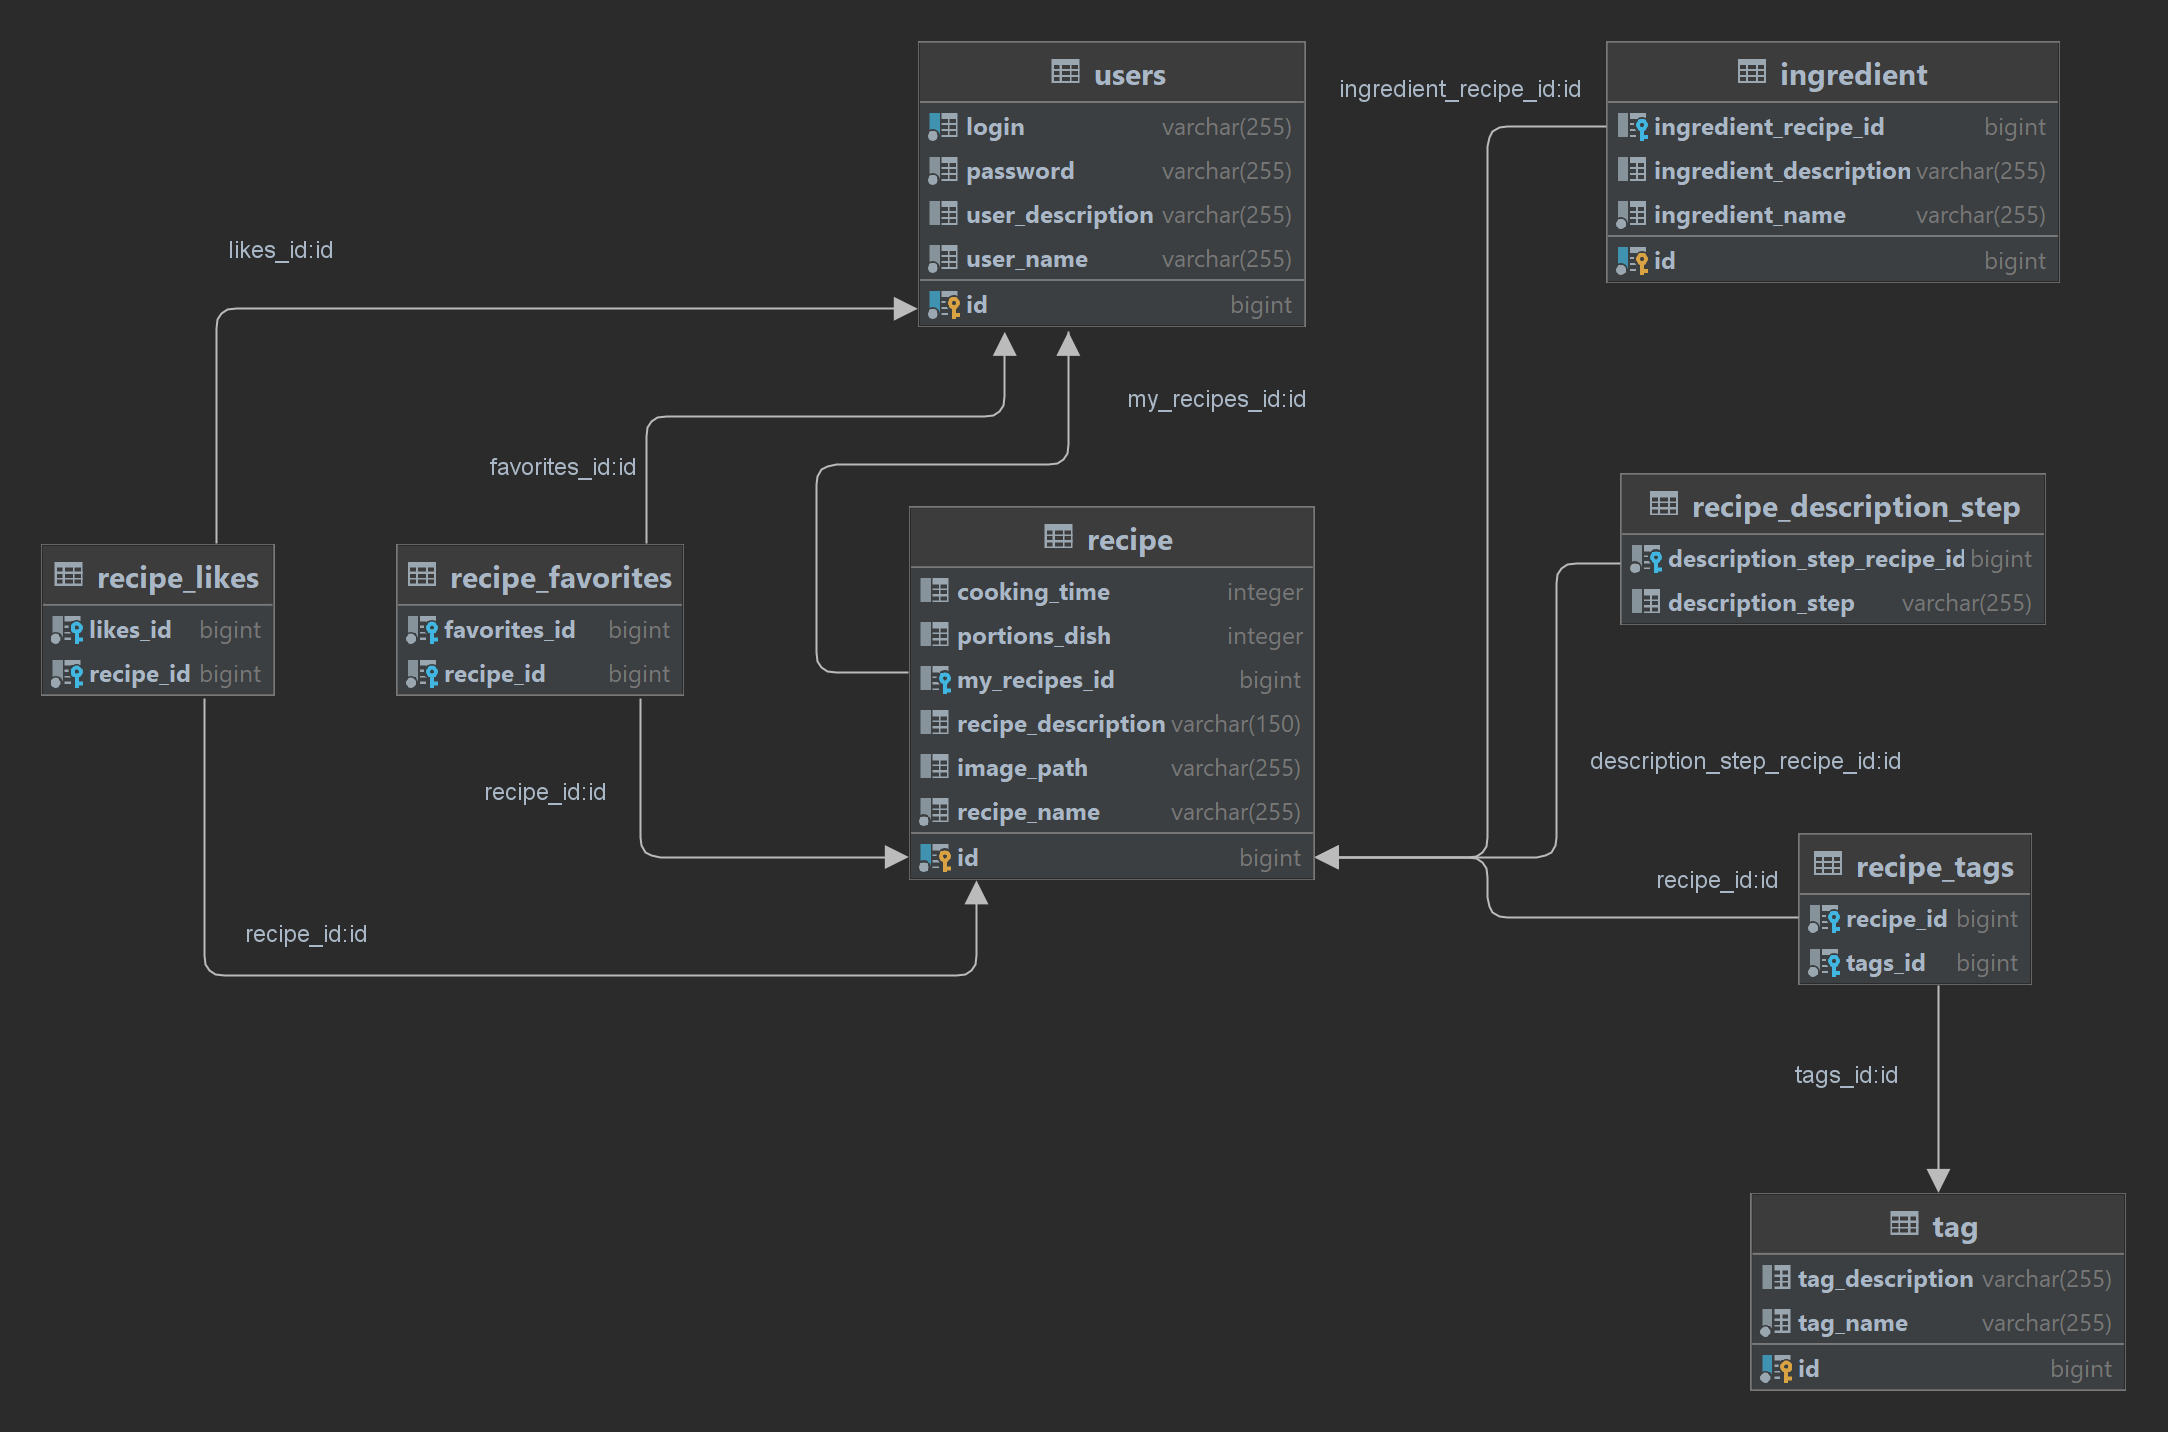 users
login varchar(255)
password varchar(255)
user_description varchar(255)
user_name varchar(255)
id bigint
ingredient_recipe_id:id
ingredient
ingredient_recipe_id bigint
ingredient_description varchar(255)
ingredient_name varchar(255)
id bigint
likes_id:id
my_recipes_id:id
favorites_id:id
recipe_likes
likes_id bigint
recipe_id bigint
recipe_favorites
favorites_id bigint
recipe_id bigint
recipe
cooking_time integer
portions_dish integer
my_recipes_id bigint
recipe_description varchar(150)
image_path varchar(255)
recipe_name varchar(255)
id bigint
recipe_description_step
description_step_recipe_id bigint
description_step varchar(255)
description_step_recipe_id:id
recipe_id:id
recipe_id:id
recipe_id:id
recipe_tags
recipe_id bigint
tags_id bigint
tags_id:id
tag
tag_description varchar(255)
tag_name varchar(255)
id bigint